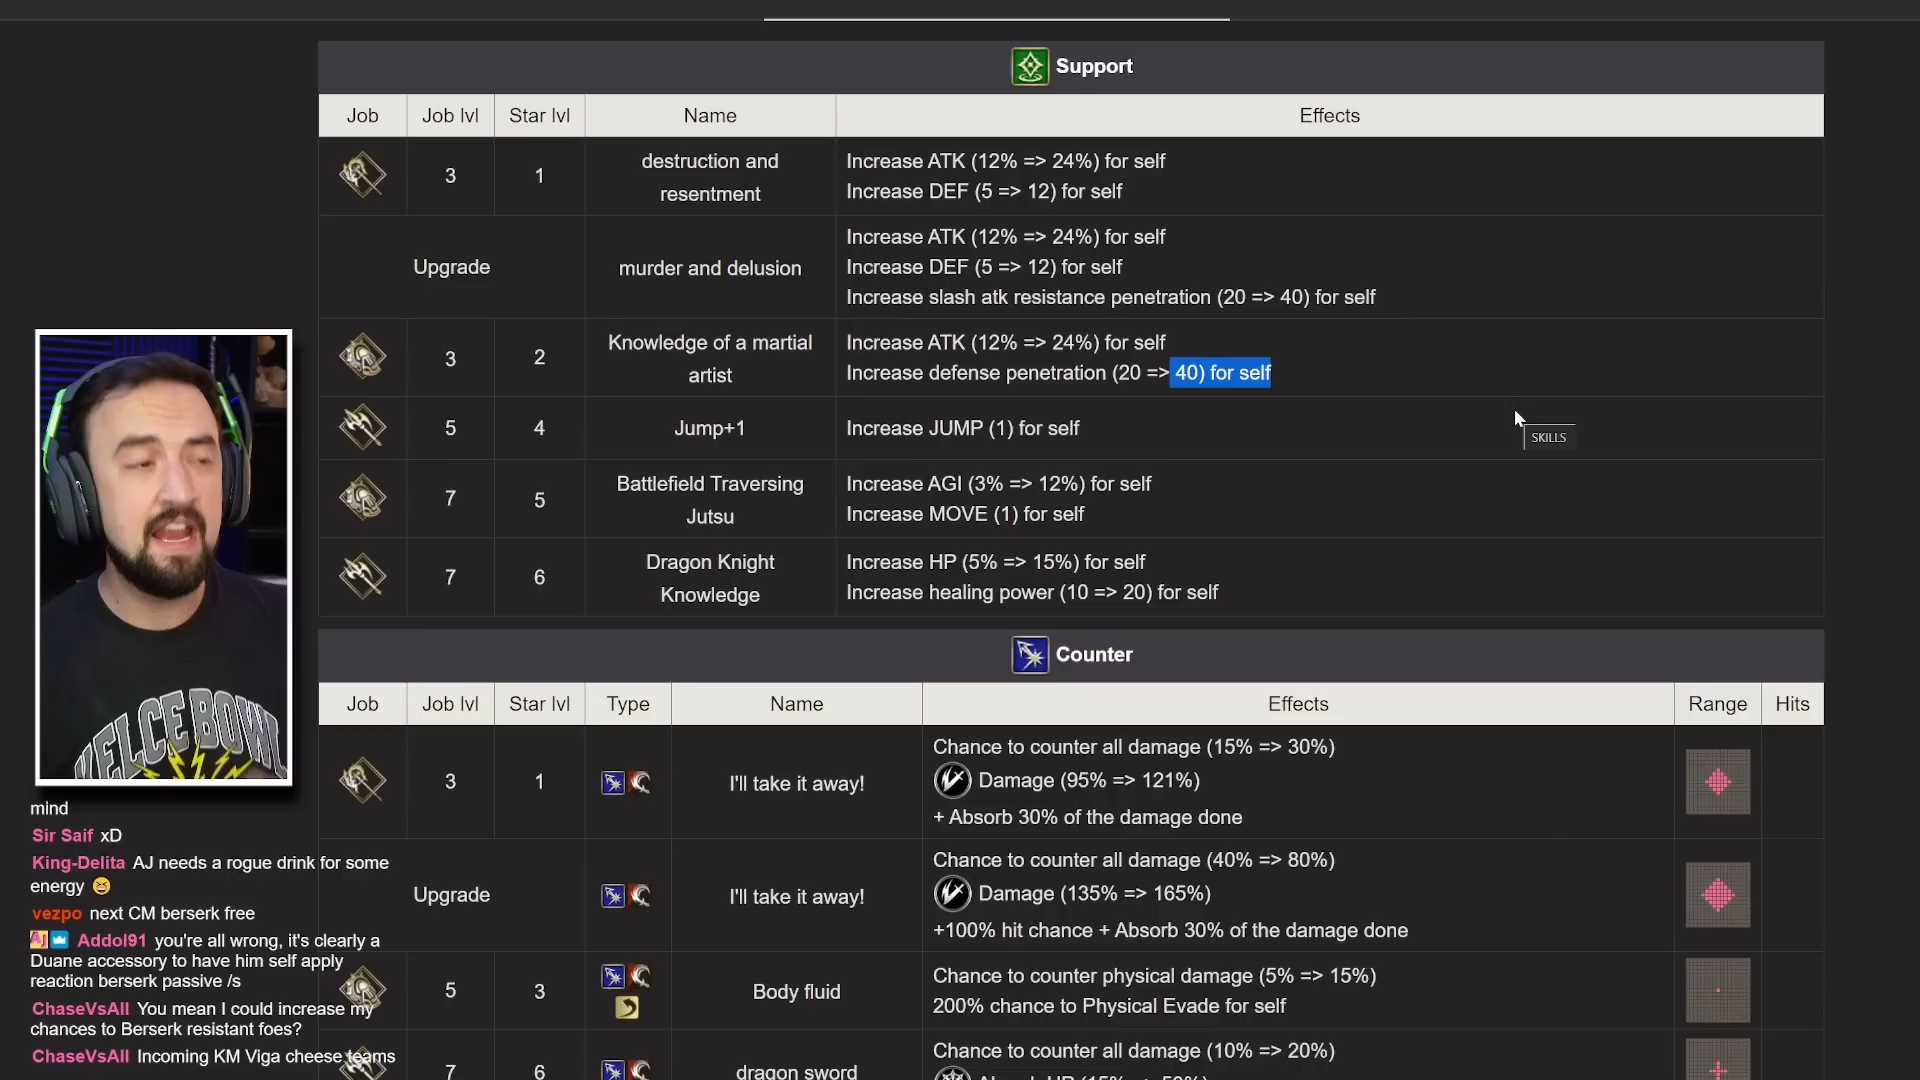 Support
Job Job lvl Star lvl Name Effects
3 1 destruction and resentment
Increase ATK (12% => 24%) for self
Increase DEF (5 => 12) for self
Upgrade murder and delusion
Increase ATK (12% => 24%) for self
Increase DEF (5 => 12) for self
Increase slash atk resistance penetration (20 => 40) for self
3 2 Knowledge of a martial artist
Increase ATK (12% => 24%) for self
Increase defense penetration (20 => 40) for self
5 4 Jump+1 Increase JUMP (1) for self
SKILLS
7 5 Battlefield Traversing Jutsu
Increase AGI (3% => 12%) for self
Increase MOVE (1) for self
7 6 Dragon Knight Knowledge
Increase HP (5% => 15%) for self
Increase healing power (10 => 20) for self
Counter
Job Job lvl Star lvl Type Name Effects Range Hits
3 1 I'll take it away!
Chance to counter all damage (15% => 30%)
Damage (95% => 121%)
+ Absorb 30% of the damage done
Upgrade I'll take it away!
Chance to counter all damage (40% => 80%)
Damage (135% => 165%)
+100% hit chance + Absorb 30% of the damage done
5 3 Body fluid
Chance to counter physical damage (5% => 15%)
200% chance to Physical Evade for self
7 6 dragon sword
Chance to counter all damage (10% => 20%)
mind
Sir Saif xD
King-Delita AJ needs a rogue drink for some
energy 😆
vezpo next CM berserk free
Addol91 you're all wrong, it's clearly a
Duane accessory to have him self apply
reaction berserk passive /s
ChaseVsAll You mean I could increase my
chances to Berserk resistant foes?
ChaseVsAll Incoming KM Viga cheese teams